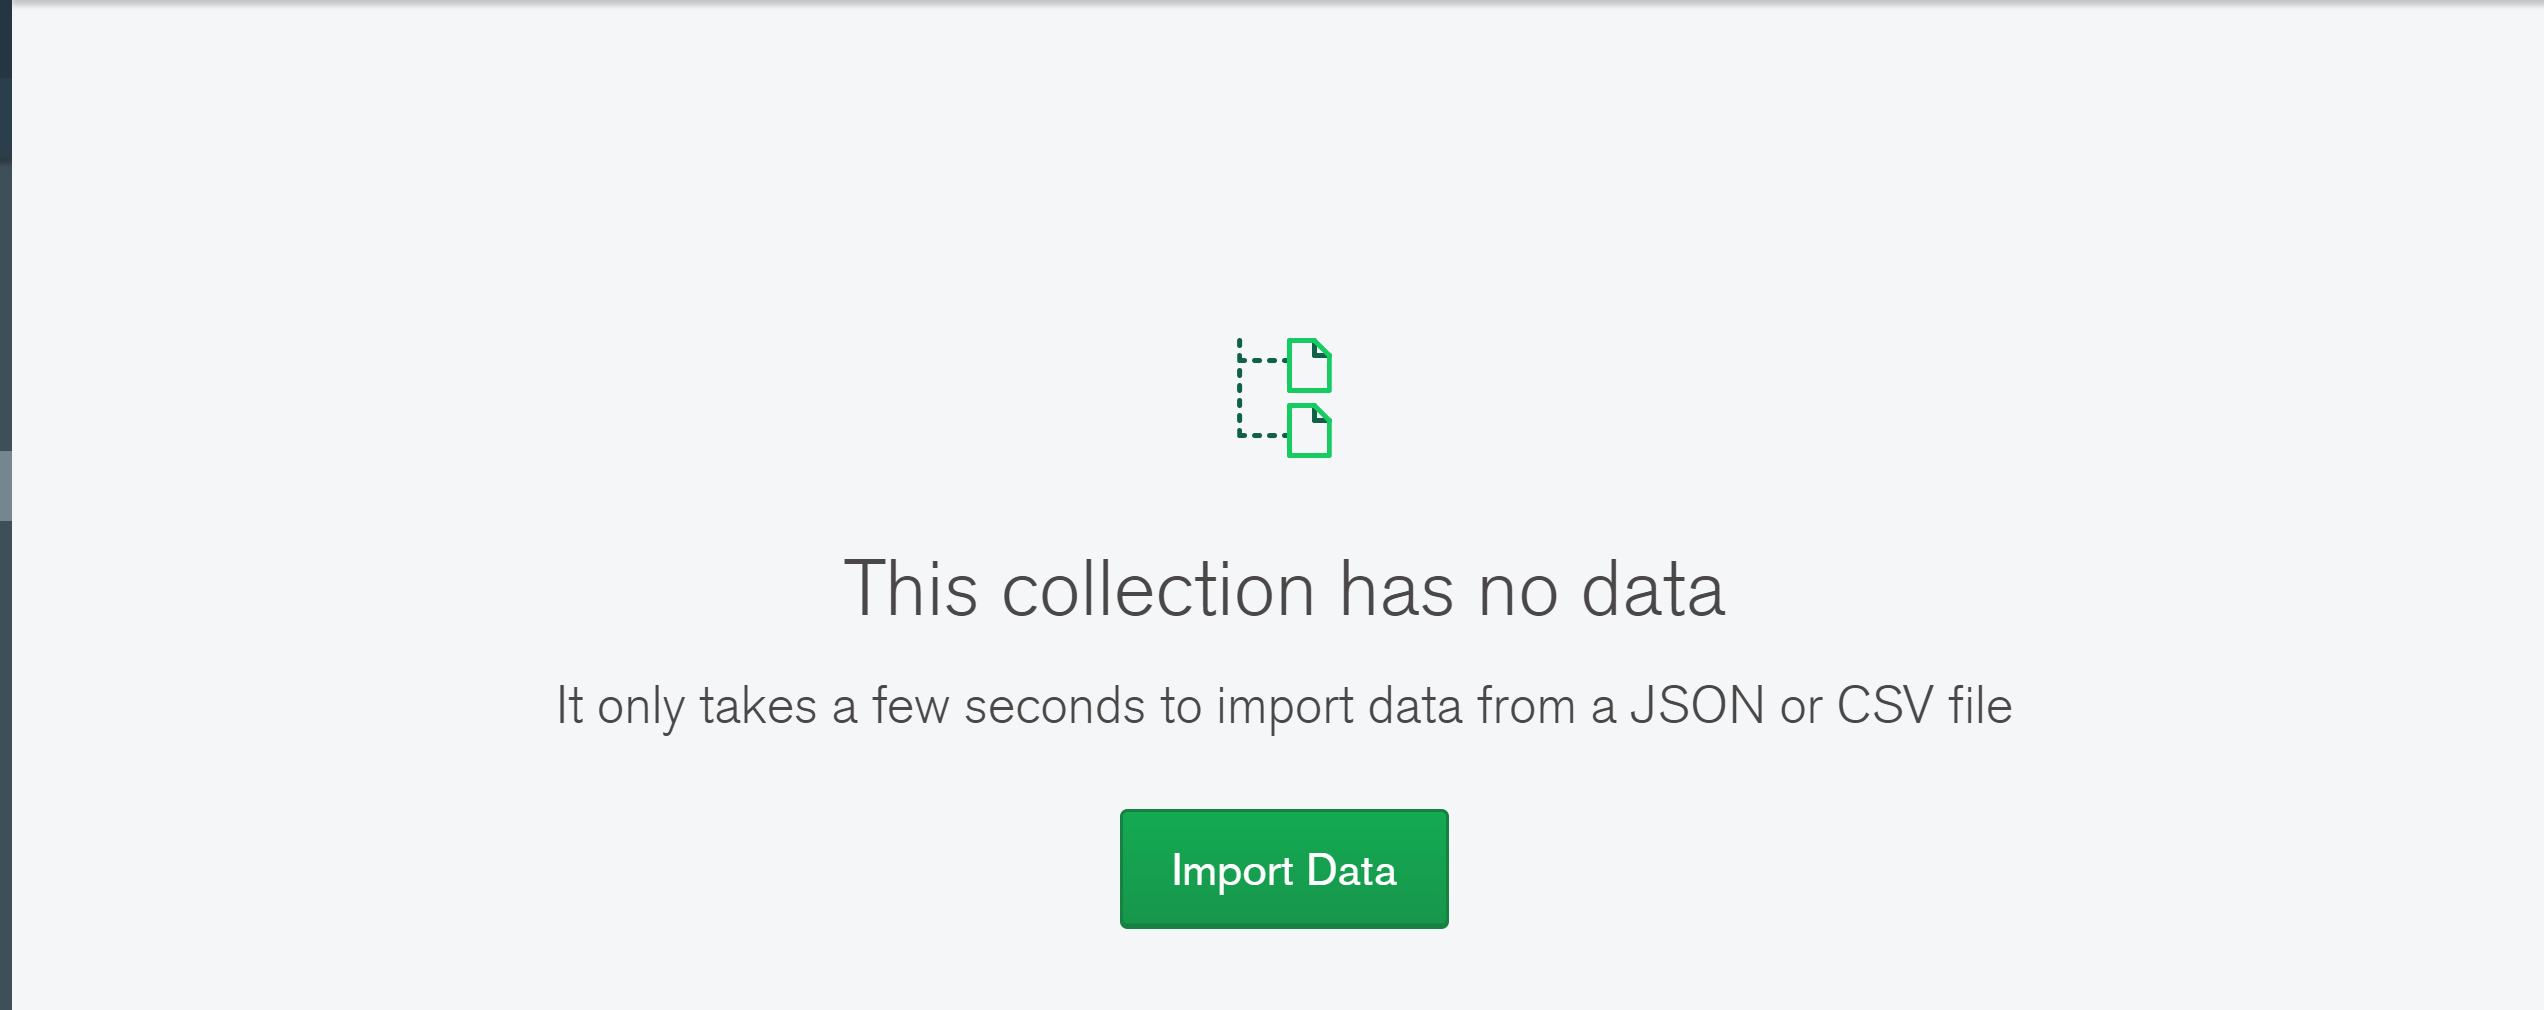 This collection has no data
It only takes a few seconds to import data from a JSON or CSV file
Import Data